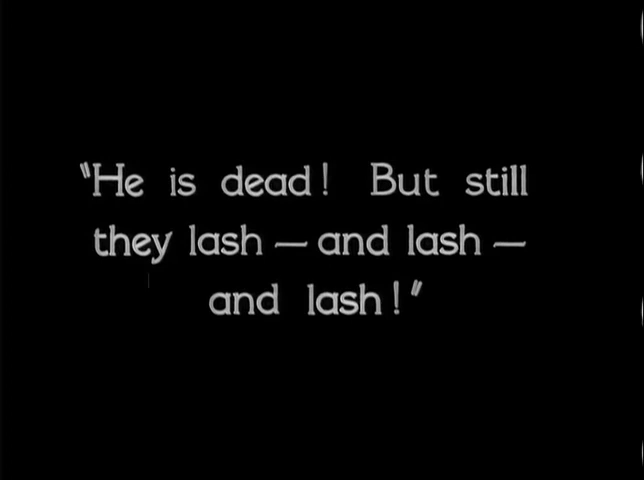 "He is dead! But still
they lash — and lash —
and lash!"